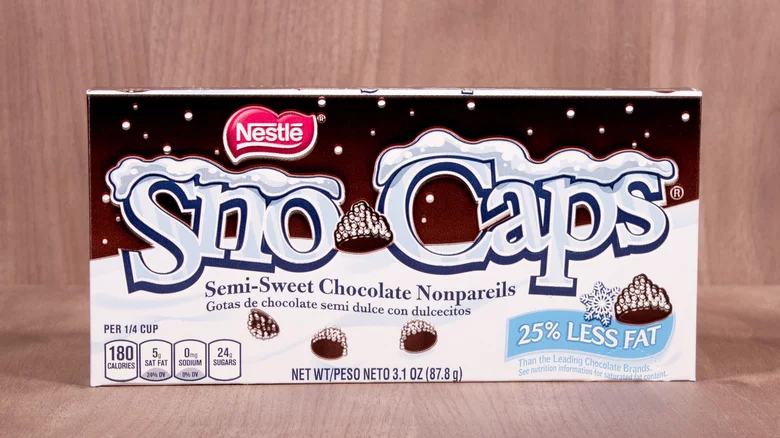 Nestlé®
Sno Caps®
Semi-Sweet Chocolate Nonpareils
Gotas de chocolate semi dulce con dulcecitos
PER 1/4 CUP
180 CALORIES
5g SAT FAT 24% DV
0mg SODIUM 0% DV
24g SUGARS
NET WT/PESO NETO 3.1 OZ (87.8 g)
25% LESS FAT
Than the Leading Chocolate Brands.
See nutrition information for saturated fat content.